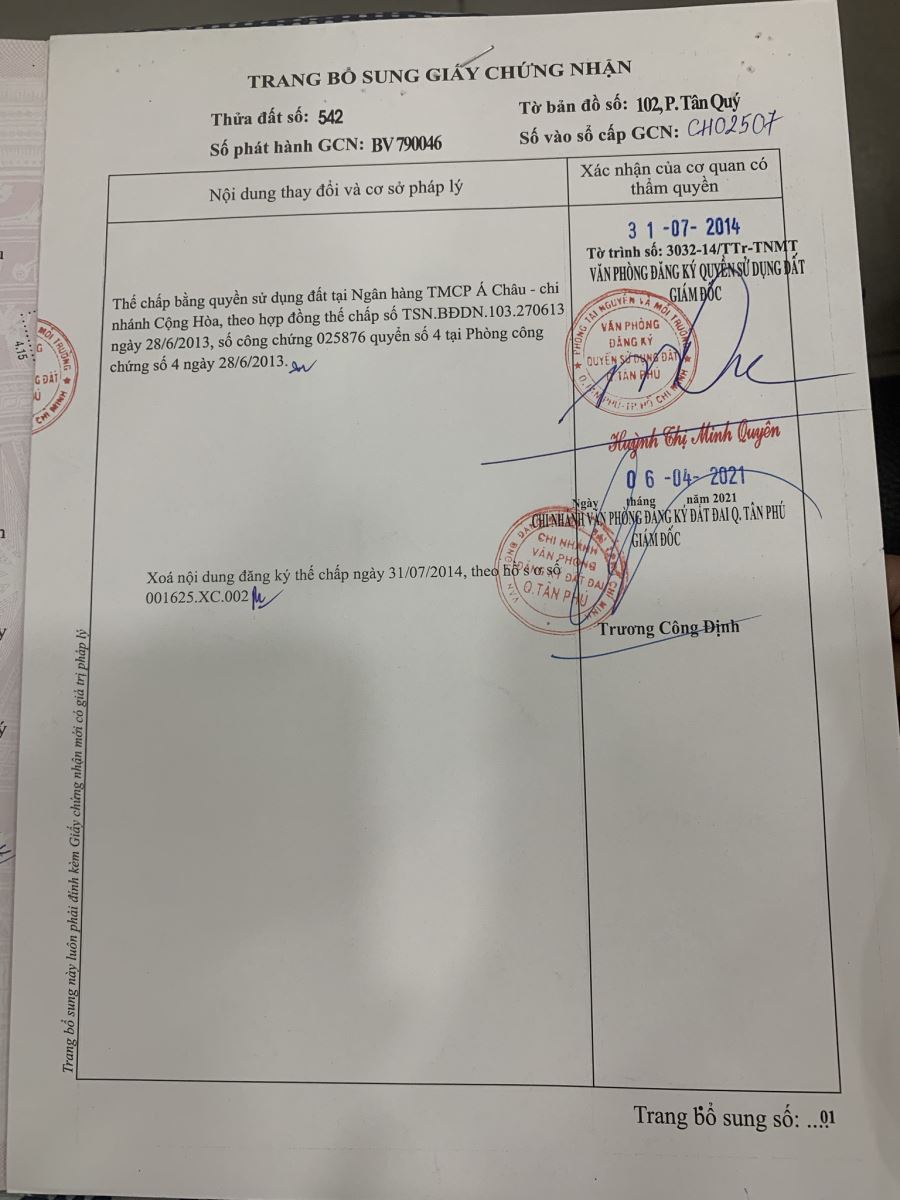 TRANG BỔ SUNG GIẤY CHỨNG NHẬN
Thửa đất số: 542
Tờ bản đồ số: 102, P. Tân Quý
Số phát hành GCN: BV 790046
Số vào sổ cấp GCN: CH02507
Nội dung thay đổi và cơ sở pháp lý
Xác nhận của cơ quan có
thẩm quyền
31-07-2014
Tờ trình số: 3032-14/TTr-TNMT
VĂN PHÒNG ĐĂNG KÝ QUYỀN SỬ DỤNG ĐẤT
GIÁM ĐỐC
Thế chấp bằng quyền sử dụng đất tại Ngân hàng TMCP Á Châu - chi
nhánh Cộng Hòa, theo hợp đồng thế chấp số TSN.BĐDN.103.270613
ngày 28/6/2013, số công chứng 025876 quyển số 4 tại Phòng công
chứng số 4 ngày 28/6/2013.
PHÒNG TÀI NGUYÊN VÀ MÔI TRƯỜNG
VĂN PHÒNG
ĐĂNG KÝ
QUYỀN SỬ DỤNG ĐẤT
Q. TÂN PHÚ
Q. TÂN PHÚ-TP. HỒ CHÍ MINH
Huỳnh Thị Minh Quyên
06-04-2021
Ngày tháng năm 2021
CHI NHÁNH VĂN PHÒNG ĐĂNG KÝ ĐẤT ĐAI Q. TÂN PHÚ
GIÁM ĐỐC
CHI NHÁNH
VĂN PHÒNG
ĐĂNG KÝ ĐẤT ĐAI
Q. TÂN PHÚ
Xoá nội dung đăng ký thế chấp ngày 31/07/2014, theo hồ sơ số
001625.XC.002
Trương Công Định
Trang bổ sung này luôn phải đính kèm Giấy chứng nhận mới có giá trị pháp lý
Trang bổ sung số: ...01